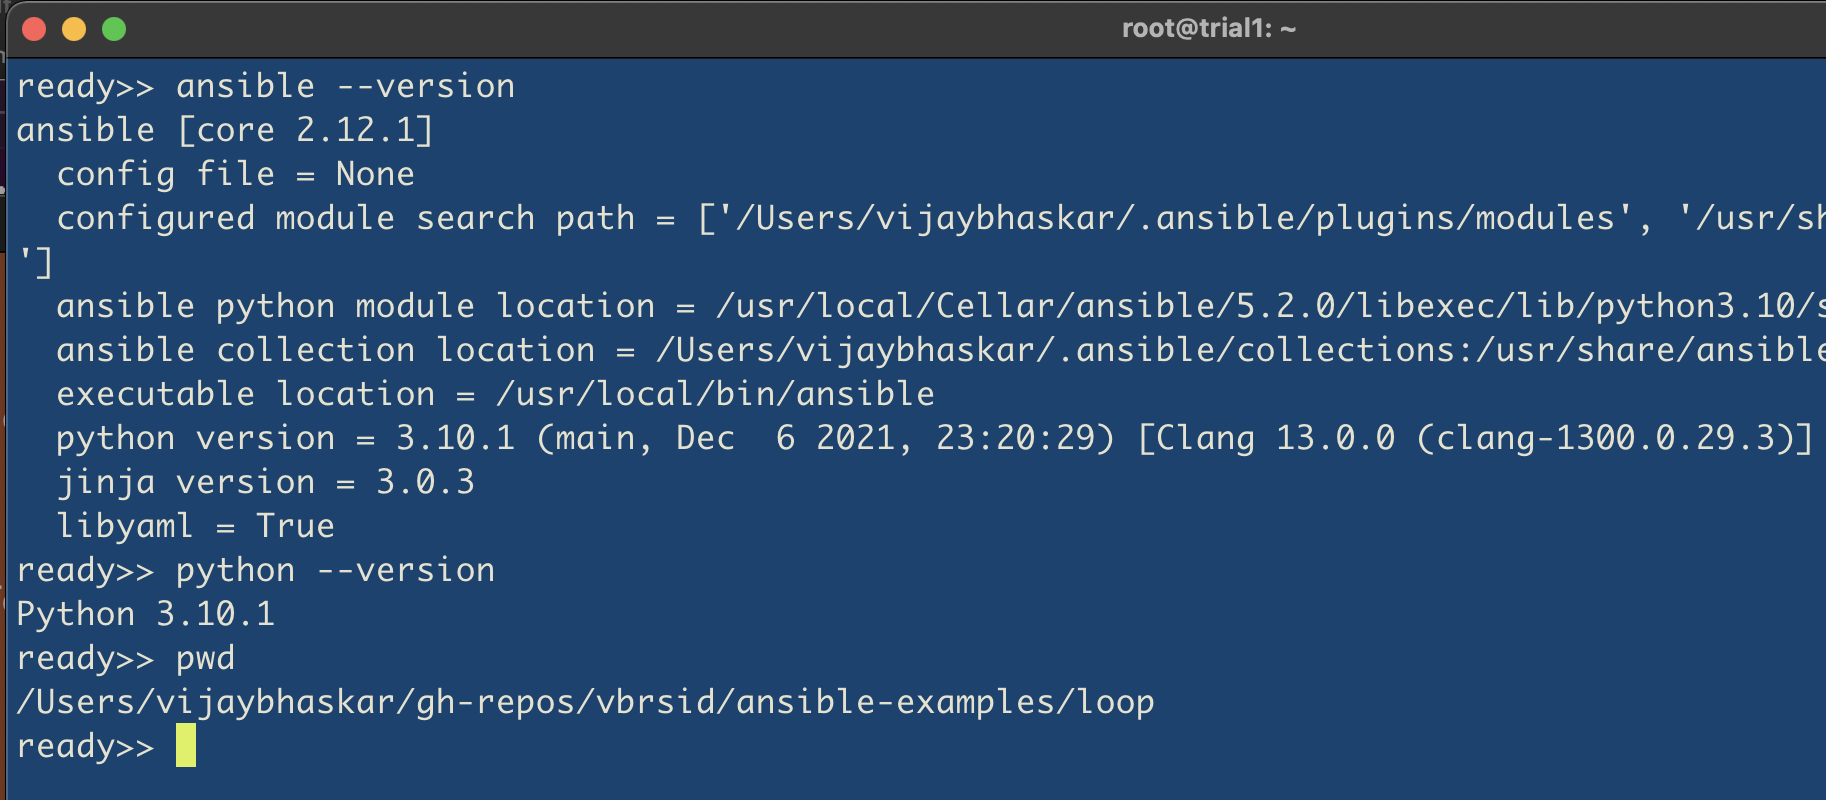 root@trial1: ~
ready>> ansible --version
ansible [core 2.12.1]
  config file = None
  configured module search path = ['/Users/vijaybhaskar/.ansible/plugins/modules', '/usr/sh
']
  ansible python module location = /usr/local/Cellar/ansible/5.2.0/libexec/lib/python3.10/s
  ansible collection location = /Users/vijaybhaskar/.ansible/collections:/usr/share/ansible
  executable location = /usr/local/bin/ansible
  python version = 3.10.1 (main, Dec  6 2021, 23:20:29) [Clang 13.0.0 (clang-1300.0.29.3)]
  jinja version = 3.0.3
  libyaml = True
ready>> python --version
Python 3.10.1
ready>> pwd
/Users/vijaybhaskar/gh-repos/vbrsid/ansible-examples/loop
ready>>